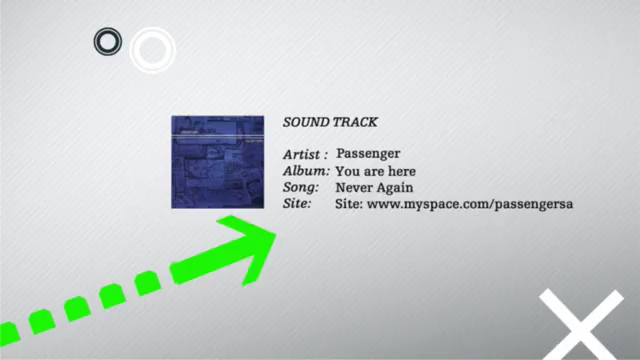 SOUND TRACK
Artist : Passenger
Album: You are here
Song: Never Again
Site: Site: www.myspace.com/passengersa